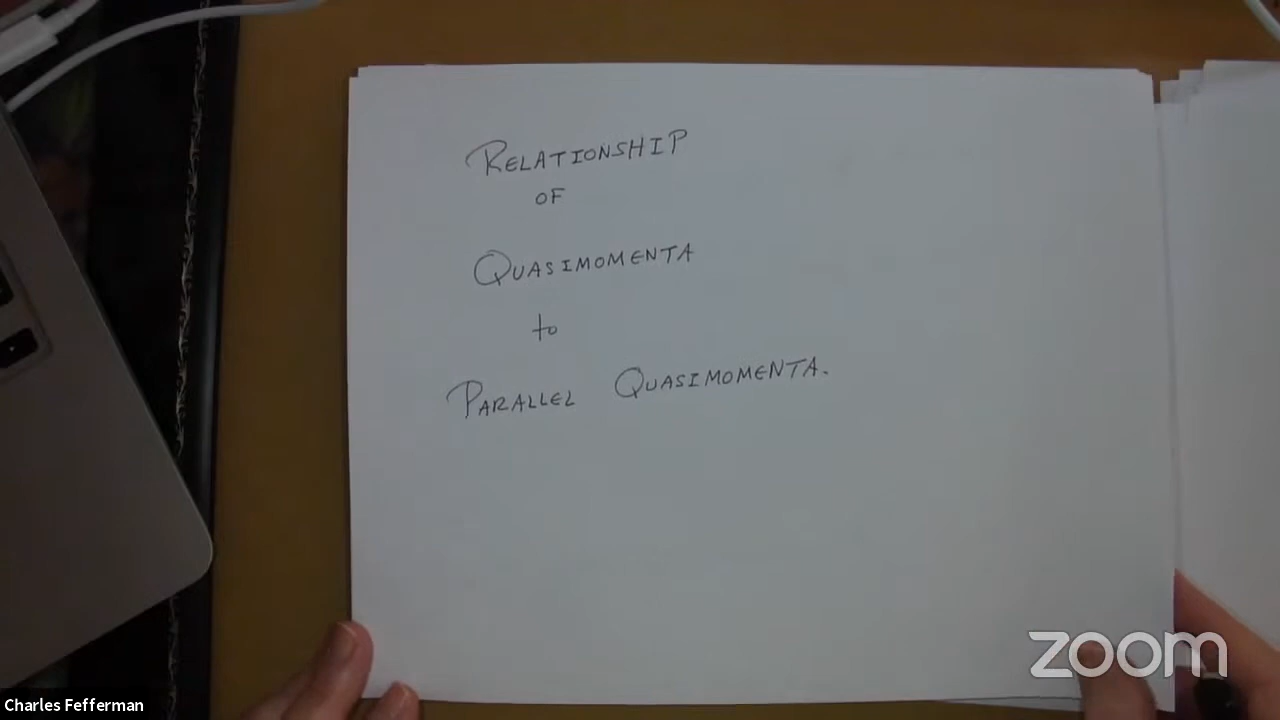 RELATIONSHIP
OF
QUASIMOMENTA
to
PARALLEL QUASIMOMENTA.
zoom
Charles Fefferman